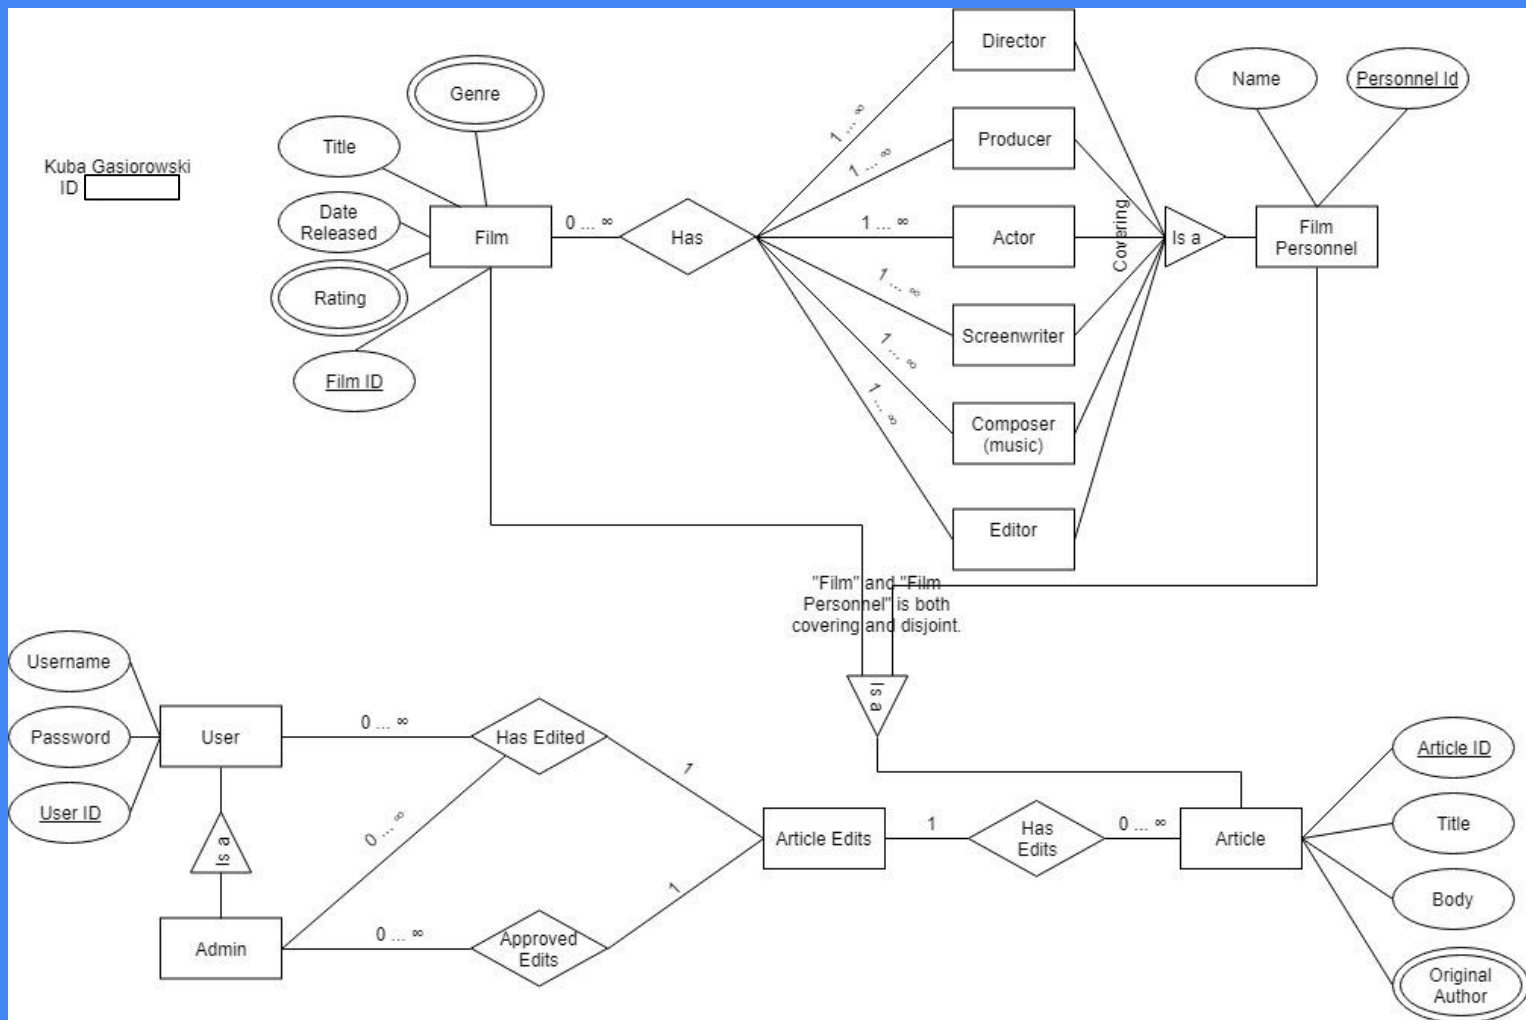 Director
Name
Personnel Id
Genre
1 ... ∞
Title
Producer
Kuba Gasiorowski
ID
1 ... ∞
Date
Released
Film
0 ... ∞
Has
1 ... ∞
Actor
Covering
Is a
Film
Personnel
Rating
1 ... ∞
Screenwriter
1 ... ∞
Film ID
1 ... ∞
Composer
(music)
Editor
"Film" and "Film
Personnel" is both
covering and disjoint.
Username
Is a
User
0 ... ∞
Has Edited
Password
1
Article ID
User ID
0 ... ∞
Is a
Article Edits
1
Has
Edits
0 ... ∞
Article
Title
1
Body
Admin
0 ... ∞
Approved
Edits
Original
Author